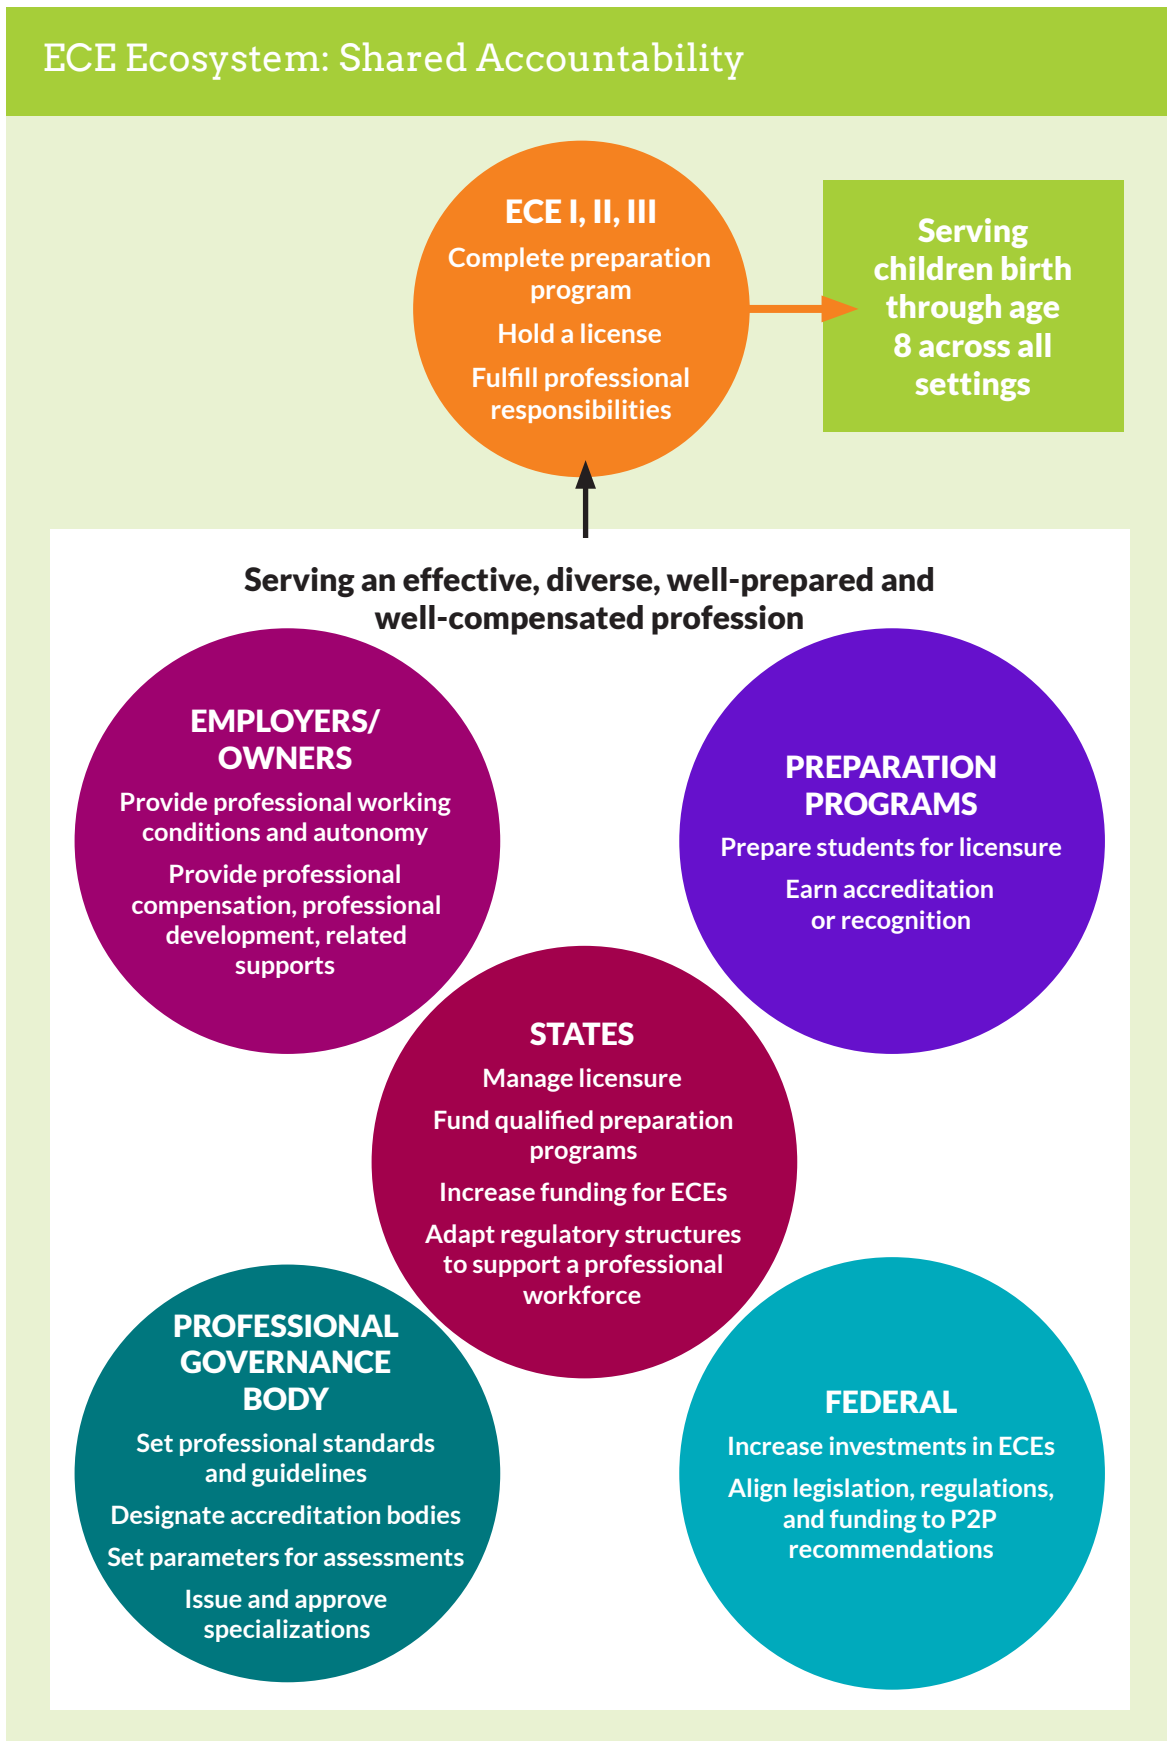 ECE Ecosystem: Shared Accountability
ECE I, II, III
Complete preparation
program
Hold a license
Fulfill professional
responsibilities
Serving
children birth
through age
8 across all
settings
Serving an effective, diverse, well-prepared and
well-compensated profession
EMPLOYERS/
OWNERS
Provide professional working
conditions and autonomy
Provide professional
compensation, professional
development, related
supports
PREPARATION
PROGRAMS
Prepare students for licensure
Earn accreditation
or recognition
STATES
Manage licensure
Fund qualified preparation
programs
Increase funding for ECEs
Adapt regulatory structures
to support a professional
workforce
PROFESSIONAL
GOVERNANCE
BODY
Set professional standards
and guidelines
Designate accreditation bodies
Set parameters for assessments
Issue and approve
specializations
FEDERAL
Increase investments in ECEs
Align legislation, regulations,
and funding to P2P
recommendations